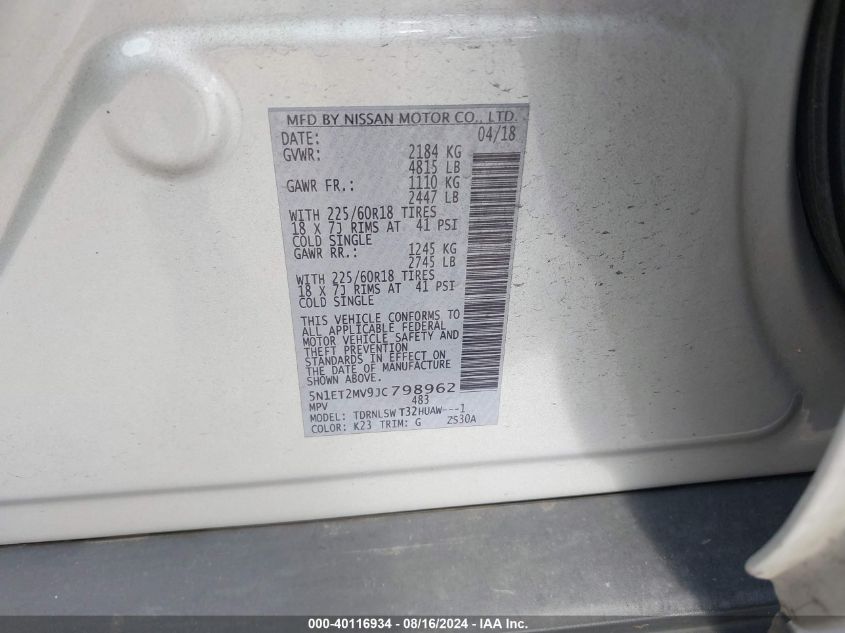 MFD BY NISSAN MOTOR CO., LTD.
DATE: 04/18
GVWR: 2184 KG
4815 LB
GAWR FR.: 1110 KG
2447 LB
WITH 225/60R18 TIRES
18 X 7J RIMS AT 41 PSI
COLD SINGLE
GAWR RR.: 1245 KG
2745 LB
WITH 225/60R18 TIRES
18 X 7J RIMS AT 41 PSI
COLD SINGLE
THIS VEHICLE CONFORMS TO
ALL APPLICABLE FEDERAL
MOTOR VEHICLE SAFETY AND
THEFT PREVENTION
STANDARDS IN EFFECT ON
THE DATE OF MANUFACTURE
SHOWN ABOVE.
5N1ET2MV9JC798962
MPV 483
MODEL: TDRNLSW T32HUAW---1
COLOR: K23 TRIM: G ZS30A
000-40116934 / 08/16/2024 - IAA Inc.